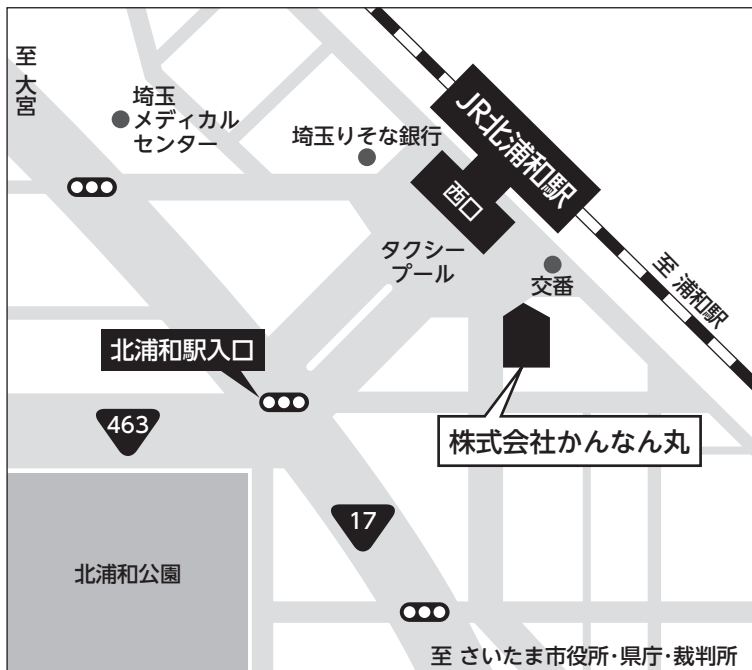 至 大宮
埼玉
メディカル
センター
埼玉りそな銀行
JR北浦和駅
西口
タクシー
プール
交番
至 浦和駅
北浦和駅入口
463
株式会社かんなん丸
17
北浦和公園
至 さいたま市役所・県庁・裁判所